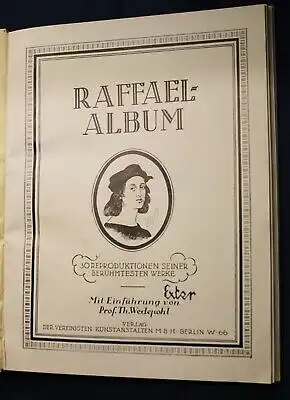 RAFFAEL-
ALBUM
30 REPRODUKTIONEN SEINER
BERÜHMTESTEN WERKE
Exter
Mit Einführung von
Prof. Th. Wedepohl
VERLAG
DER VEREINIGTEN KUNSTANSTALTEN M·B·H· BERLIN W·66